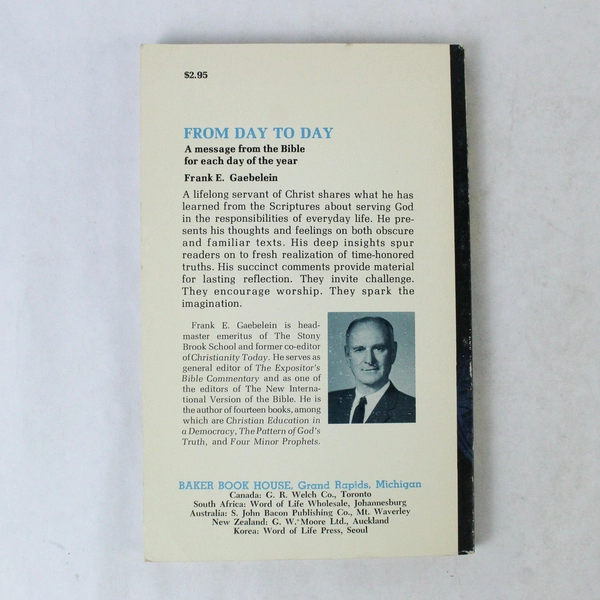 $2.95
FROM DAY TO DAY
A message from the Bible
for each day of the year
Frank E. Gaebelein
A lifelong servant of Christ shares what he has
learned from the Scriptures about serving God
in the responsibilities of everyday life. He pre-
sents his thoughts and feelings on both obscure
and familiar texts. His deep insights spur
readers on to fresh realization of time-honored
truths. His succinct comments provide material
for lasting reflection. They invite challenge.
They encourage worship. They spark the
imagination.
Frank E. Gaebelein is head-
master emeritus of The Stony
Brook School and former co-editor
of Christianity Today. He serves as
general editor of The Expositor's
Bible Commentary and as one of
the editors of The New Interna-
tional Version of the Bible. He is
the author of fourteen books, among
which are Christian Education in
a Democracy, The Pattern of God's
Truth, and Four Minor Prophets.
BAKER BOOK HOUSE, Grand Rapids, Michigan
Canada: G. R. Welch Co., Toronto
South Africa: Word of Life Wholesale, Johannesburg
Australia: S. John Bacon Publishing Co., Mt. Waverley
New Zealand: G. W. Moore Ltd., Auckland
Korea: Word of Life Press, Seoul